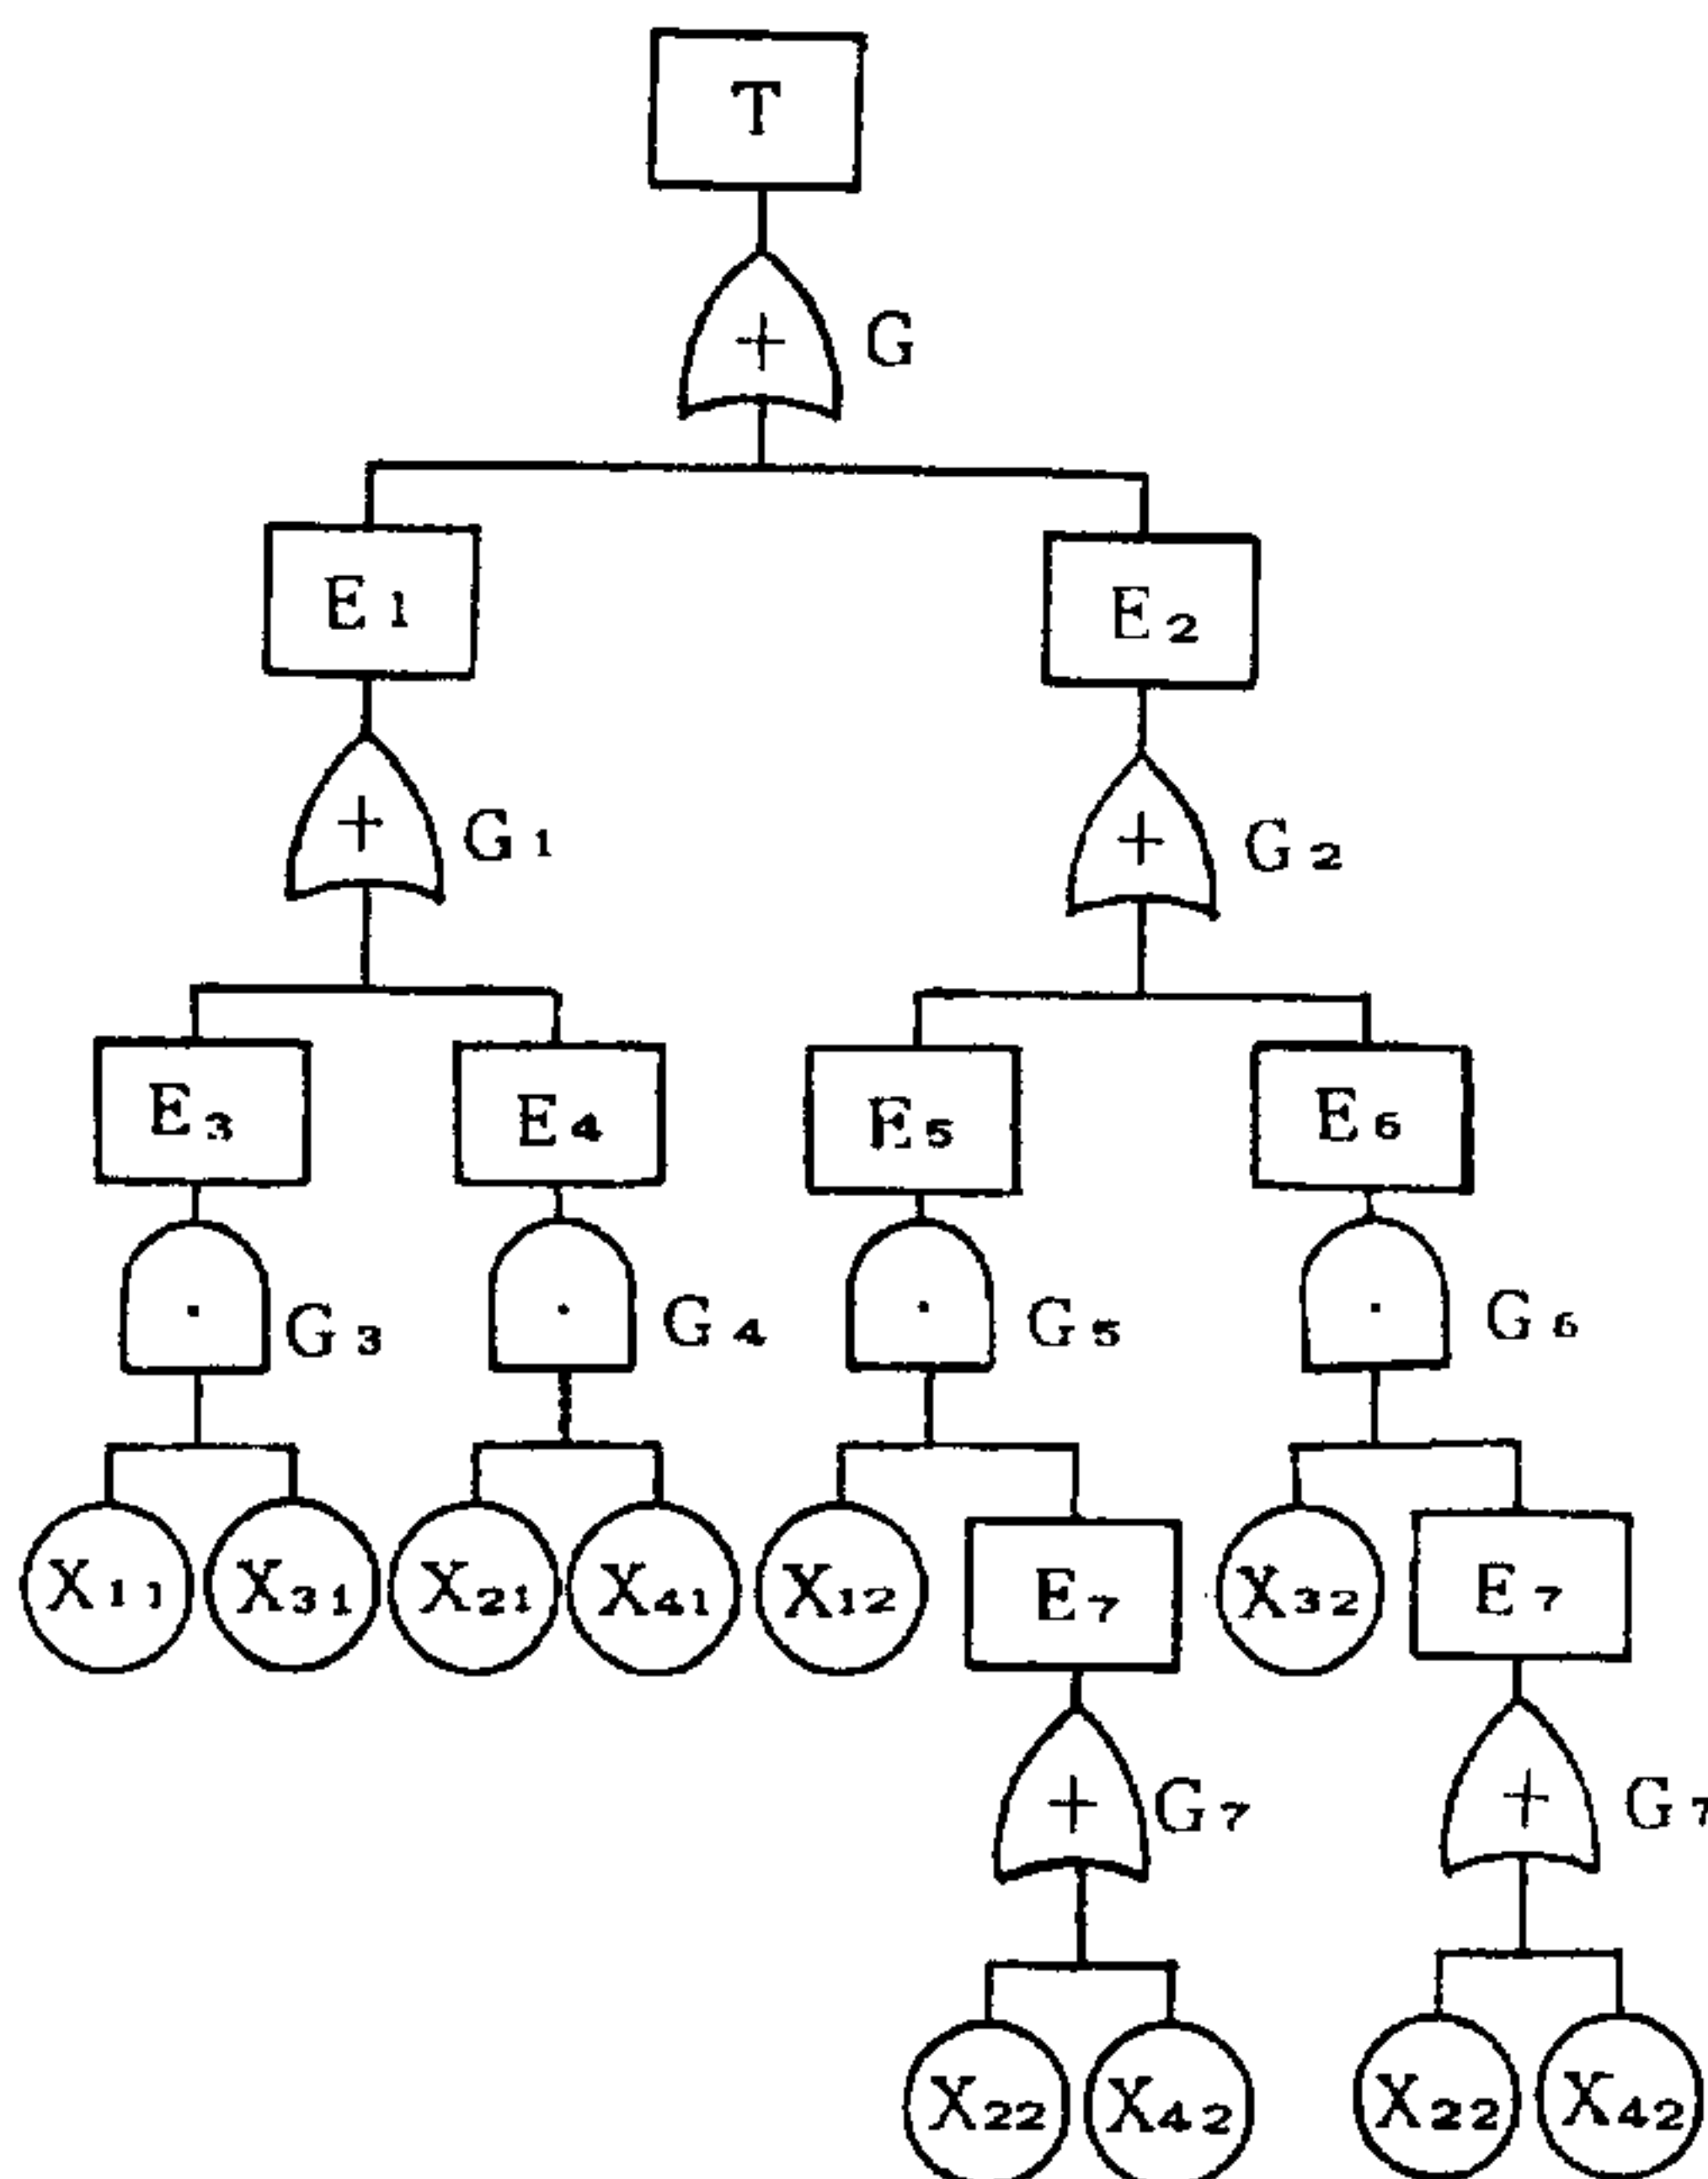 T
+ G
E1 E2
+ G1 + G2
E3 E4 E5 E6
· G3 · G4 · G5 · G6
X11 X31 X21 X41 X12 E7 X32 E7
+ G7 + G7
X22 X42 X22 X42